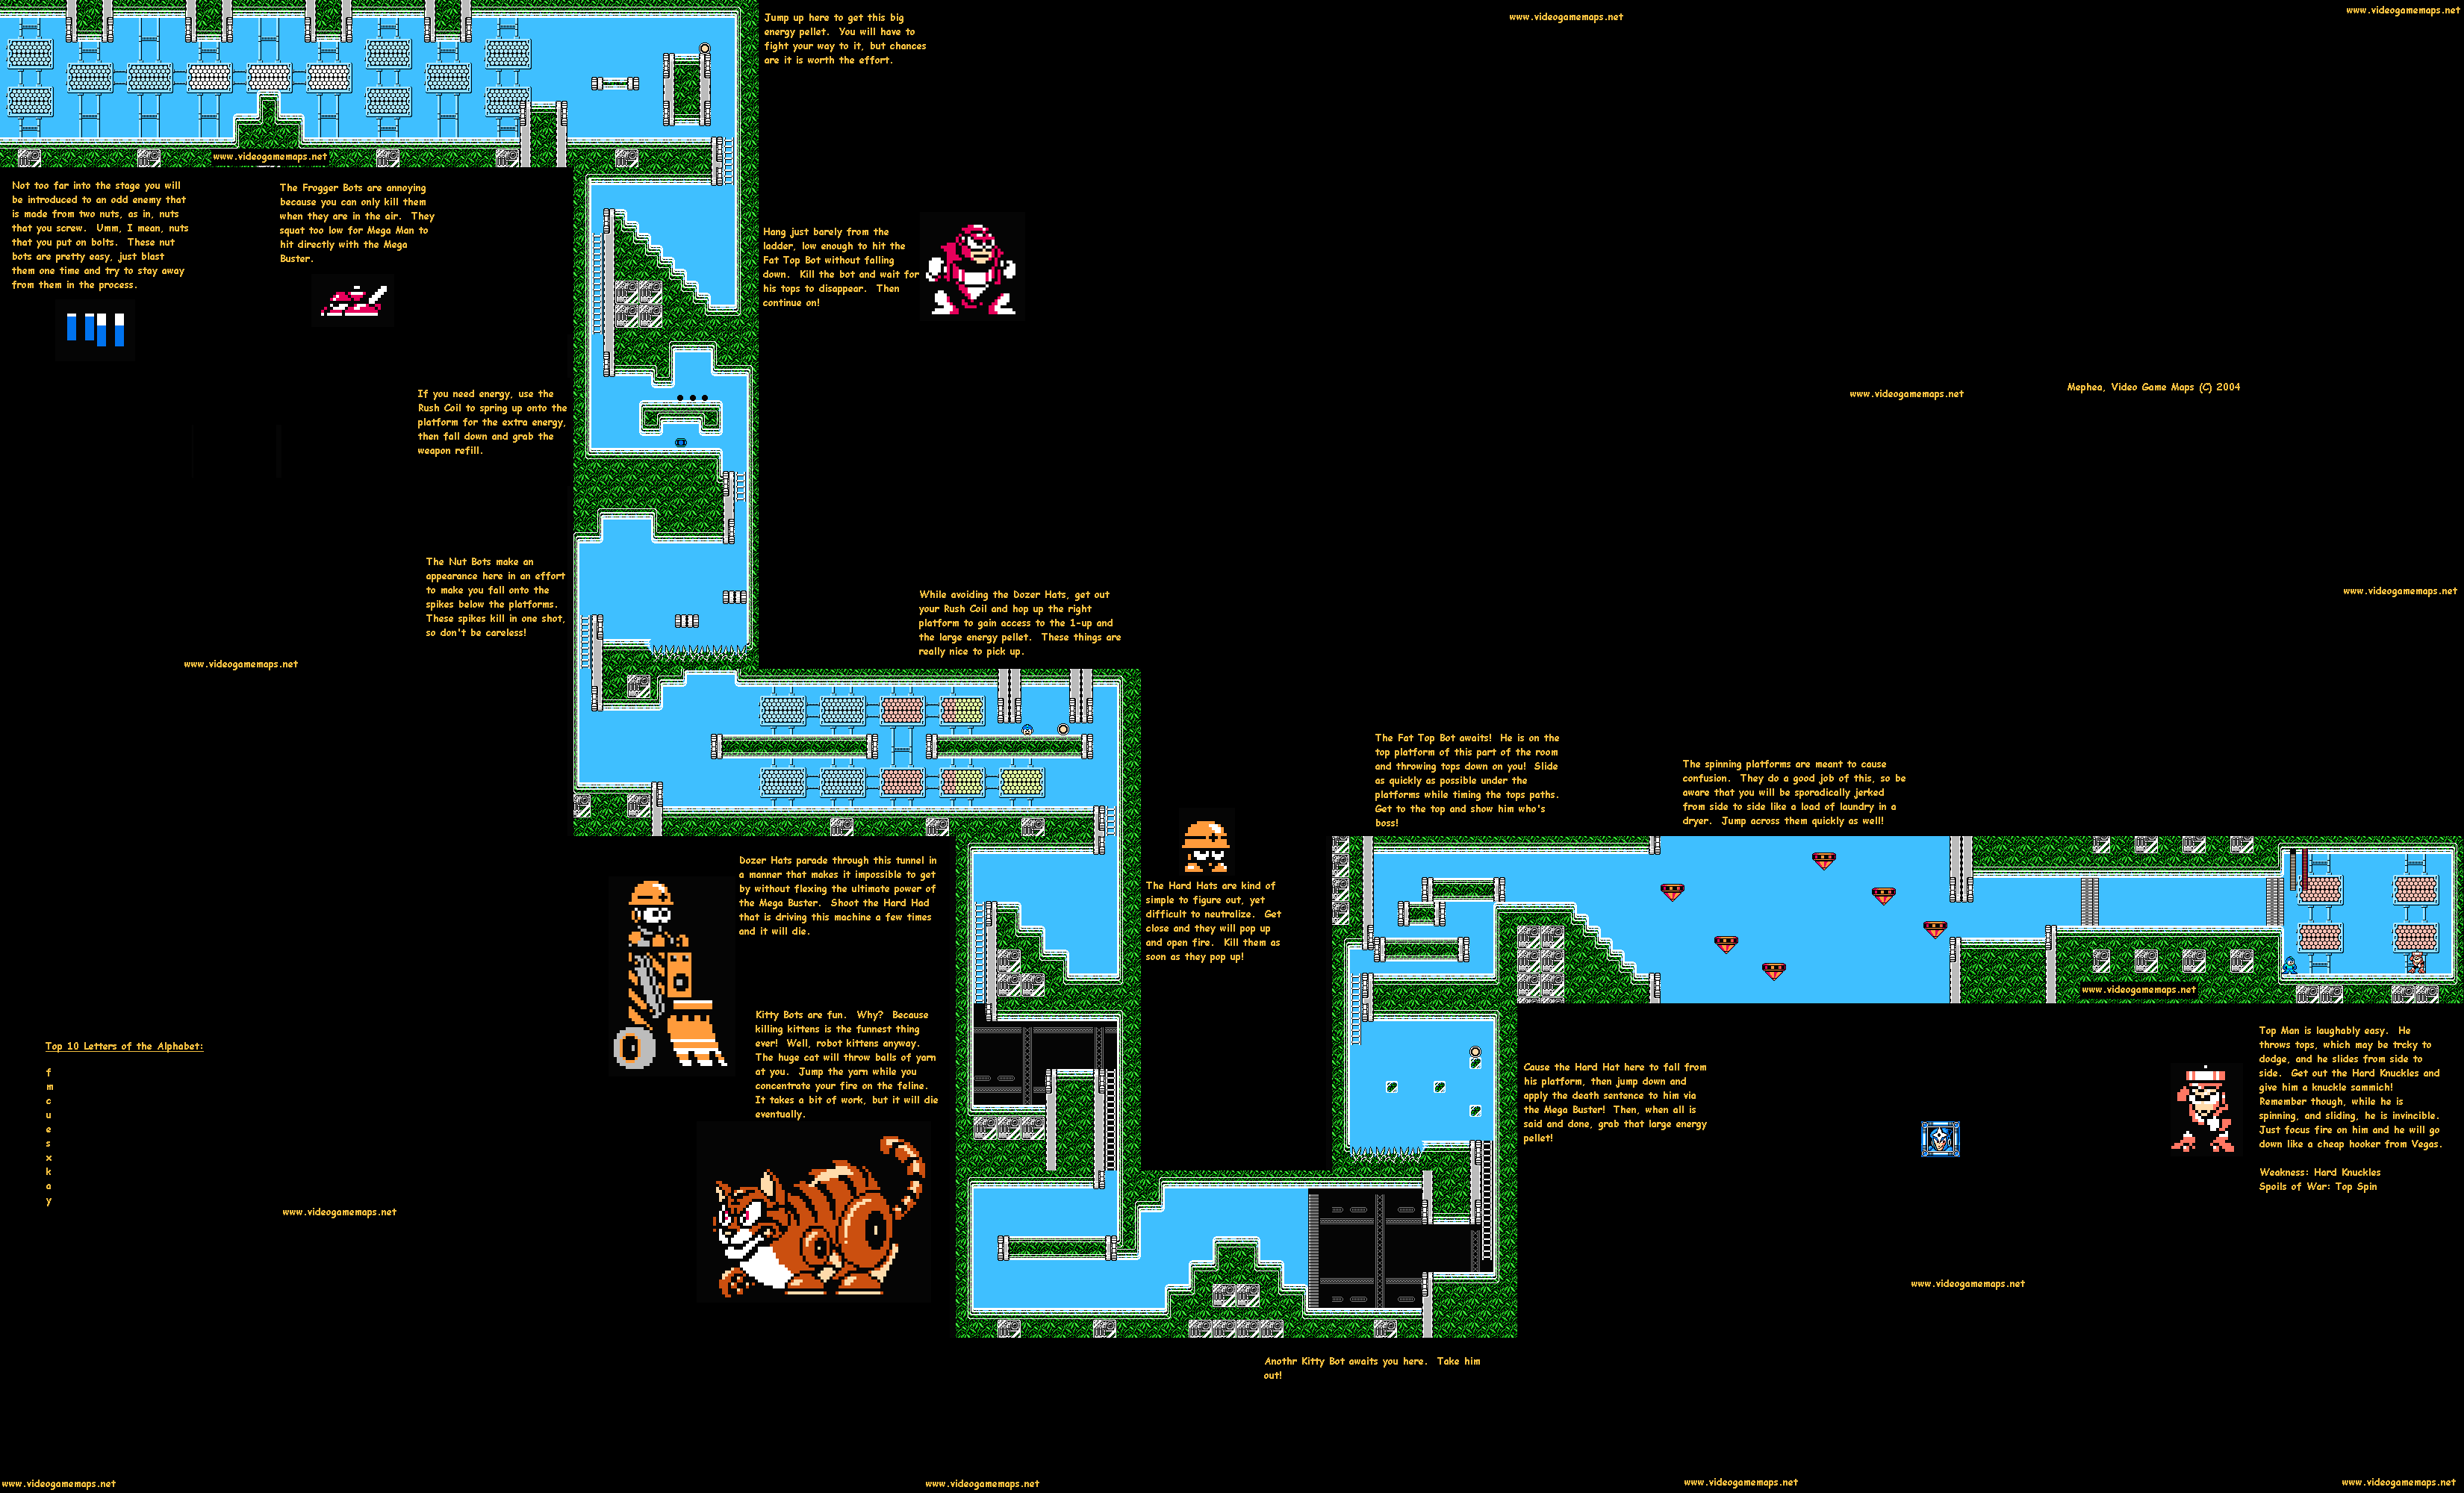 Jump up here to get this big
energy pellet.  You will have to
fight your way to it, but chances
are it is worth the effort.
www.videogamemaps.net
www.videogamemaps.net
www.videogamemaps.net
Not too far into the stage you will
be introduced to an odd enemy that
is made from two nuts, as in, nuts
that you screw.  Umm, I mean, nuts
that you put on bolts.  These nut
bots are pretty easy, just blast
them one time and try to stay away
from them in the process.
The Frogger Bots are annoying
because you can only kill them
when they are in the air.  They
squat too low for Mega Man to
hit directly with the Mega
Buster.
Hang just barely from the
ladder, low enough to hit the
Fat Top Bot without falling
down.  Kill the bot and wait for
his tops to disappear.  Then
continue on!
If you need energy, use the
Rush Coil to spring up onto the
platform for the extra energy,
then fall down and grab the
weapon refill.
www.videogamemaps.net
Mephea, Video Game Maps (C) 2004
The Nut Bots make an
appearance here in an effort
to make you fall onto the
spikes below the platforms.
These spikes kill in one shot,
so don't be careless!
While avoiding the Dozer Hats, get out
your Rush Coil and hop up the right
platform to gain access to the 1-up and
the large energy pellet.  These things are
really nice to pick up.
www.videogamemaps.net
www.videogamemaps.net
The Fat Top Bot awaits!  He is on the
top platform of this part of the room
and throwing tops down on you!  Slide
as quickly as possible under the
platforms while timing the tops paths.
Get to the top and show him who's
boss!
The spinning platforms are meant to cause
confusion.  They do a good job of this, so be
aware that you will be sporadically jerked
from side to side like a load of laundry in a
dryer.  Jump across them quickly as well!
Dozer Hats parade through this tunnel in
a manner that makes it impossible to get
by without flexing the ultimate power of
the Mega Buster.  Shoot the Hard Had
that is driving this machine a few times
and it will die.
The Hard Hats are kind of
simple to figure out, yet
difficult to neutralize.  Get
close and they will pop up
and open fire.  Kill them as
soon as they pop up!
www.videogamemaps.net
Kitty Bots are fun.  Why?  Because
killing kittens is the funnest thing
ever!  Well, robot kittens anyway.
The huge cat will throw balls of yarn
at you.  Jump the yarn while you
concentrate your fire on the feline.
It takes a bit of work, but it will die
eventually.
Top 10 Letters of the Alphabet:
f
m
c
u
e
s
x
k
a
y
www.videogamemaps.net
Cause the Hard Hat here to fall from
his platform, then jump down and
apply the death sentence to him via
the Mega Buster!  Then, when all is
said and done, grab that large energy
pellet!
Top Man is laughably easy.  He
throws tops, which may be trcky to
dodge, and he slides from side to
side.  Get out the Hard Knuckles and
give him a knuckle sammich!
Remember though, while he is
spinning, and sliding, he is invincible.
Just focus fire on him and he will go
down like a cheap hooker from Vegas.
Weakness: Hard Knuckles
Spoils of War: Top Spin
www.videogamemaps.net
Anothr Kitty Bot awaits you here.  Take him
out!
www.videogamemaps.net
www.videogamemaps.net
www.videogamemaps.net
www.videogamemaps.net